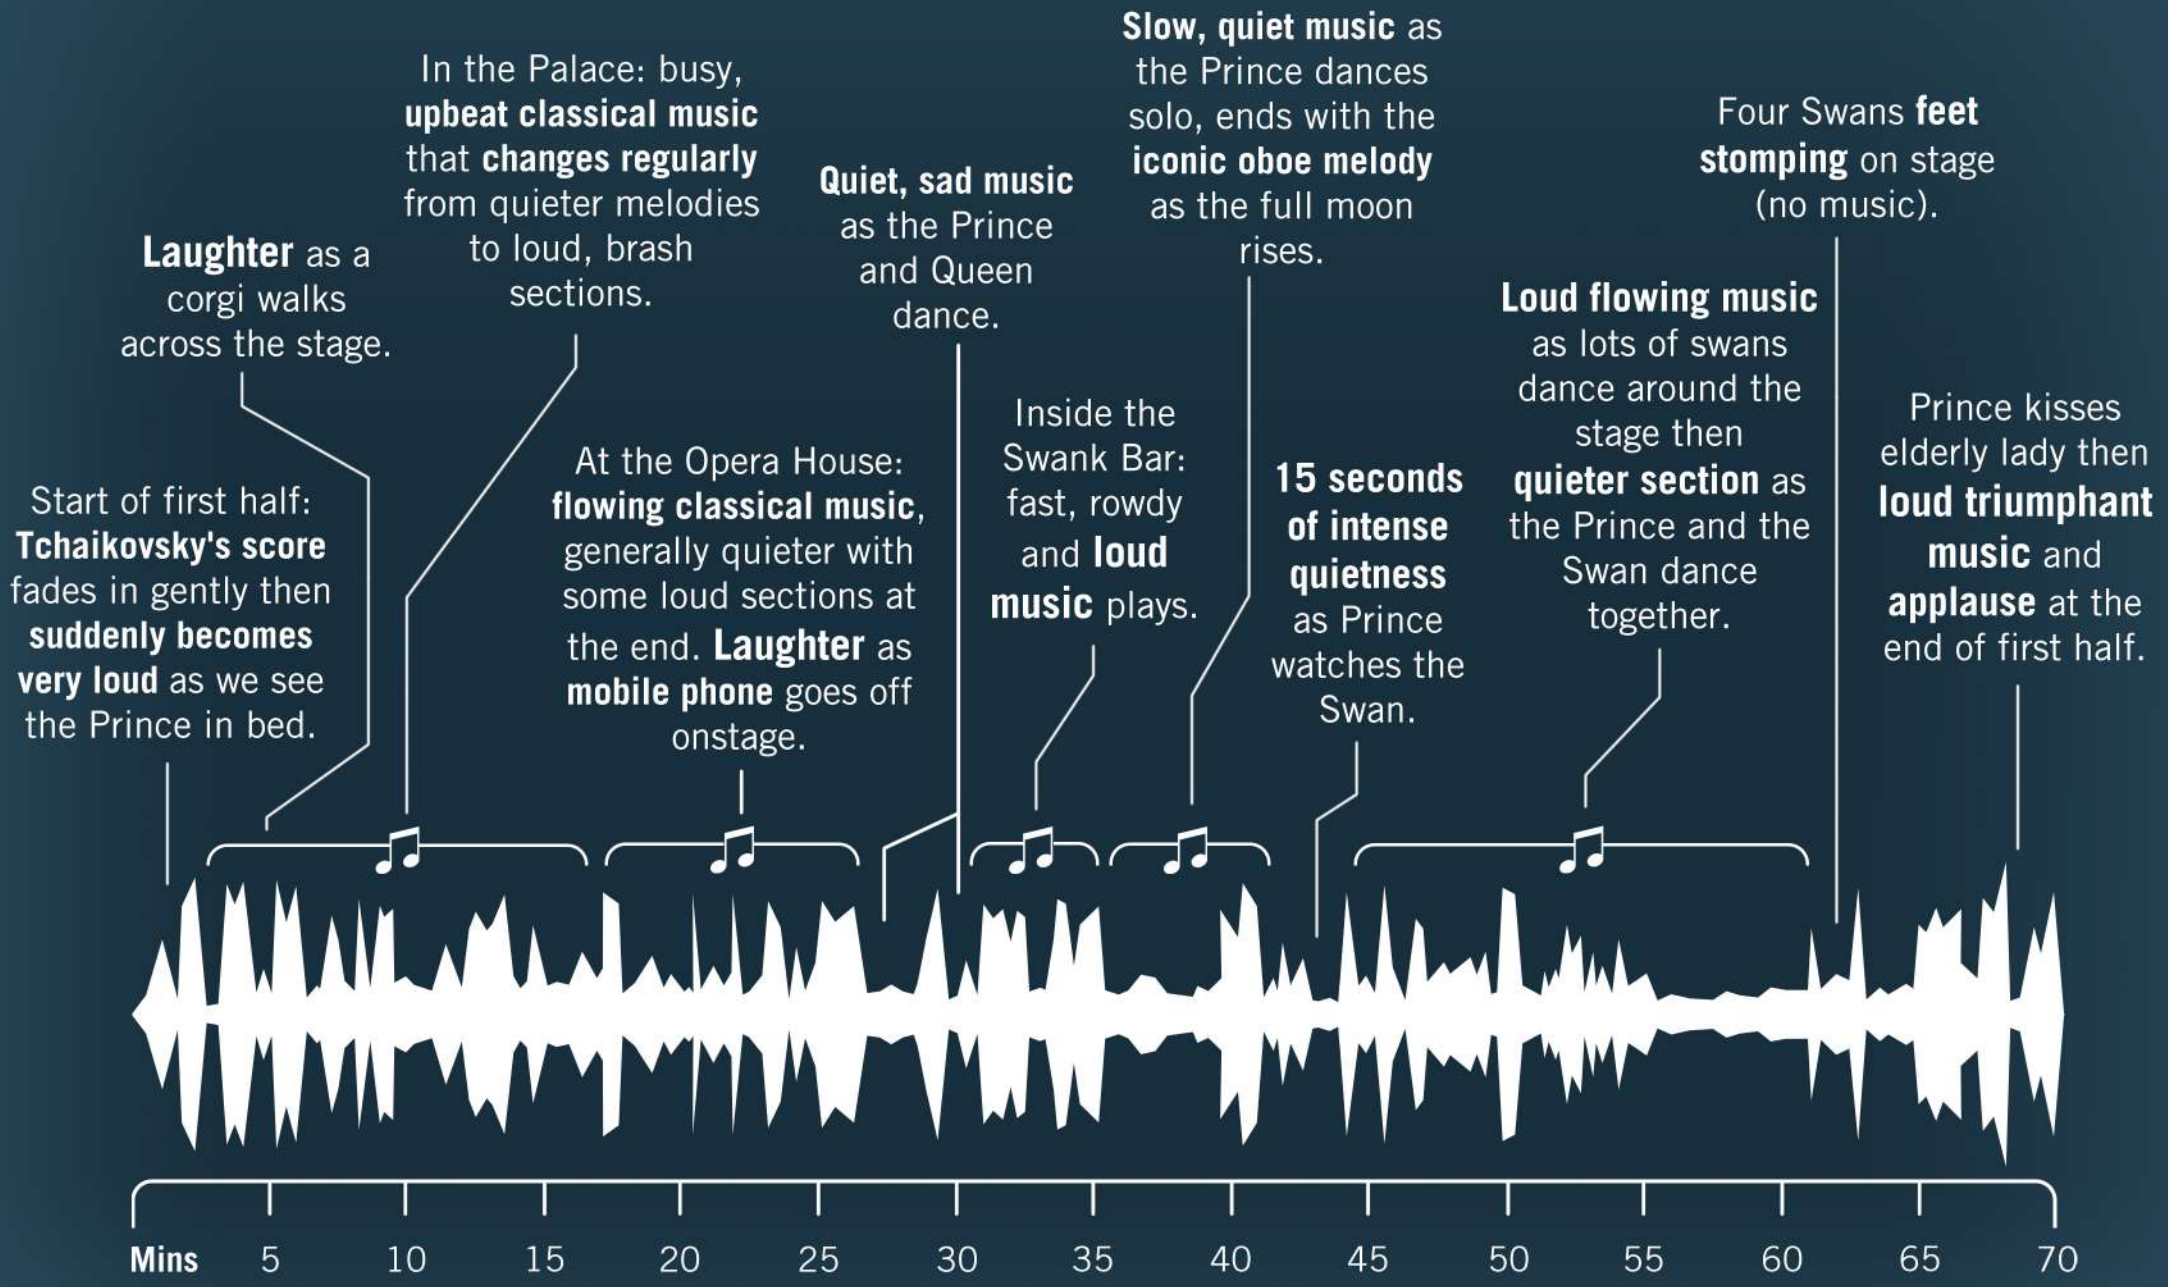 Start of first half:
Tchaikovsky's score
fades in gently then
suddenly becomes
very loud as we see
the Prince in bed.
Laughter as a
corgi walks
across the stage.
In the Palace: busy,
upbeat classical music
that changes regularly
from quieter melodies
to loud, brash
sections.
At the Opera House:
flowing classical music,
generally quieter with
some loud sections at
the end. Laughter as
mobile phone goes off
onstage.
Quiet, sad music
as the Prince
and Queen
dance.
Inside the
Swank Bar:
fast, rowdy
and loud
music plays.
Slow, quiet music as
the Prince dances
solo, ends with the
iconic oboe melody
as the full moon
rises.
15 seconds
of intense
quietness
as Prince
watches the
Swan.
Loud flowing music
as lots of swans
dance around the
stage then
quieter section as
the Prince and the
Swan dance
together.
Four Swans feet
stomping on stage
(no music).
Prince kisses
elderly lady then
loud triumphant
music and
applause at the
end of first half.
Mins 5 10 15 20 25 30 35 40 45 50 55 60 65 70